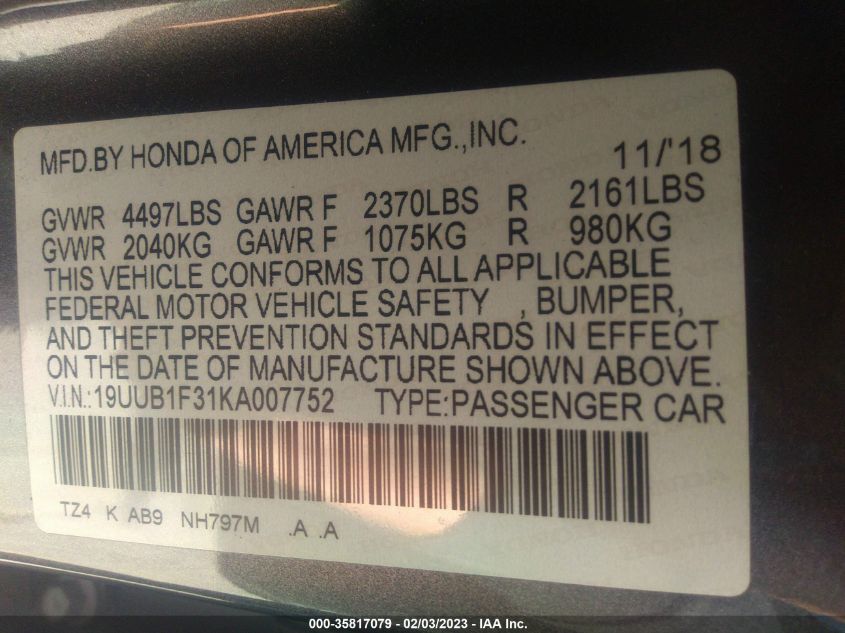 MFD.BY HONDA OF AMERICA MFG.,INC. 11/'18
GVWR 4497LBS GAWR F 2370LBS R 2161LBS
GVWR 2040KG GAWR F 1075KG R 980KG
THIS VEHICLE CONFORMS TO ALL APPLICABLE
FEDERAL MOTOR VEHICLE SAFETY , BUMPER,
AND THEFT PREVENTION STANDARDS IN EFFECT
ON THE DATE OF MANUFACTURE SHOWN ABOVE.
V.I.N.:19UUB1F31KA007752 TYPE:PASSENGER CAR
TZ4 K AB9 NH797M .A .A
000-35817079 - 02/03/2023 - IAA Inc.